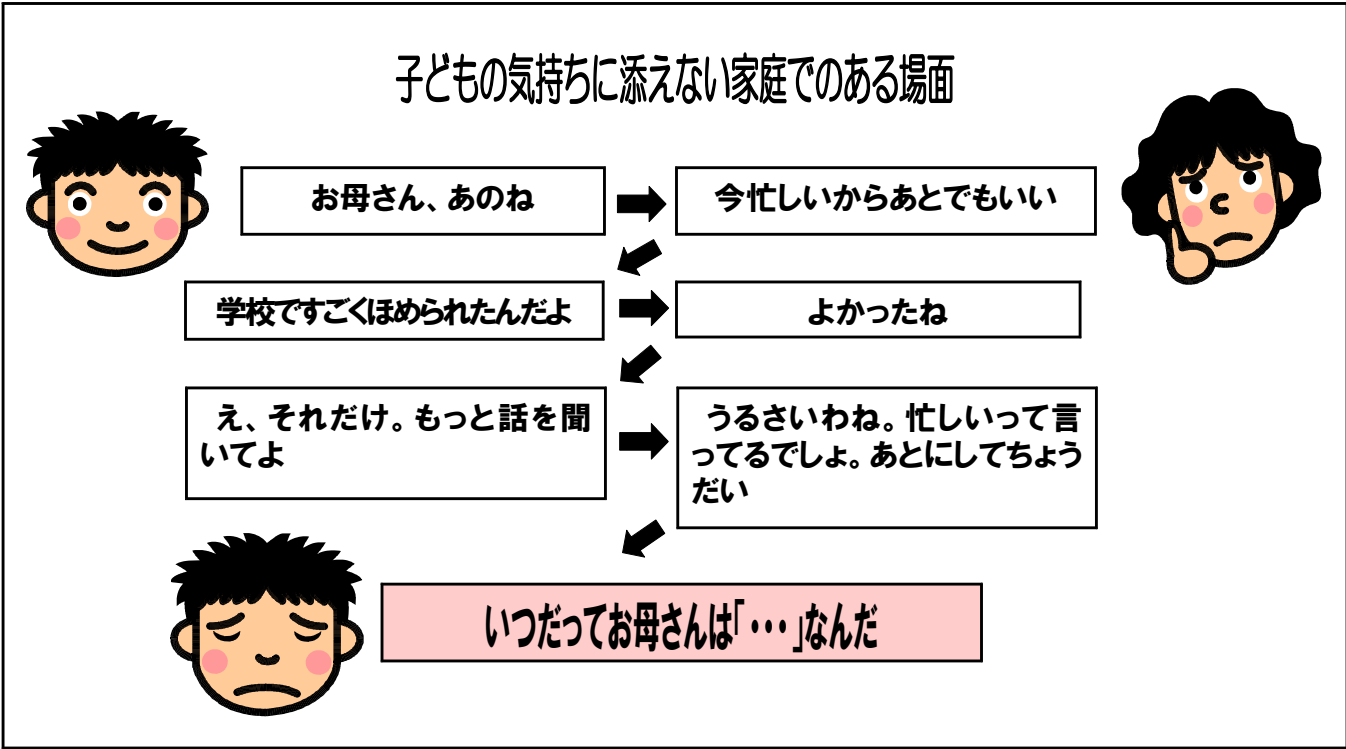 子どもの気持ちに添えない家庭でのある場面
お母さん、あのね
今忙しいからあとでもいい
学校ですごくほめられたんだよ
よかったね
え、それだけ。もっと話を聞
いてよ
うるさいわね。忙しいって言
ってるでしょ。あとにしてちょう
だい
いつだってお母さんは「・・・」なんだ